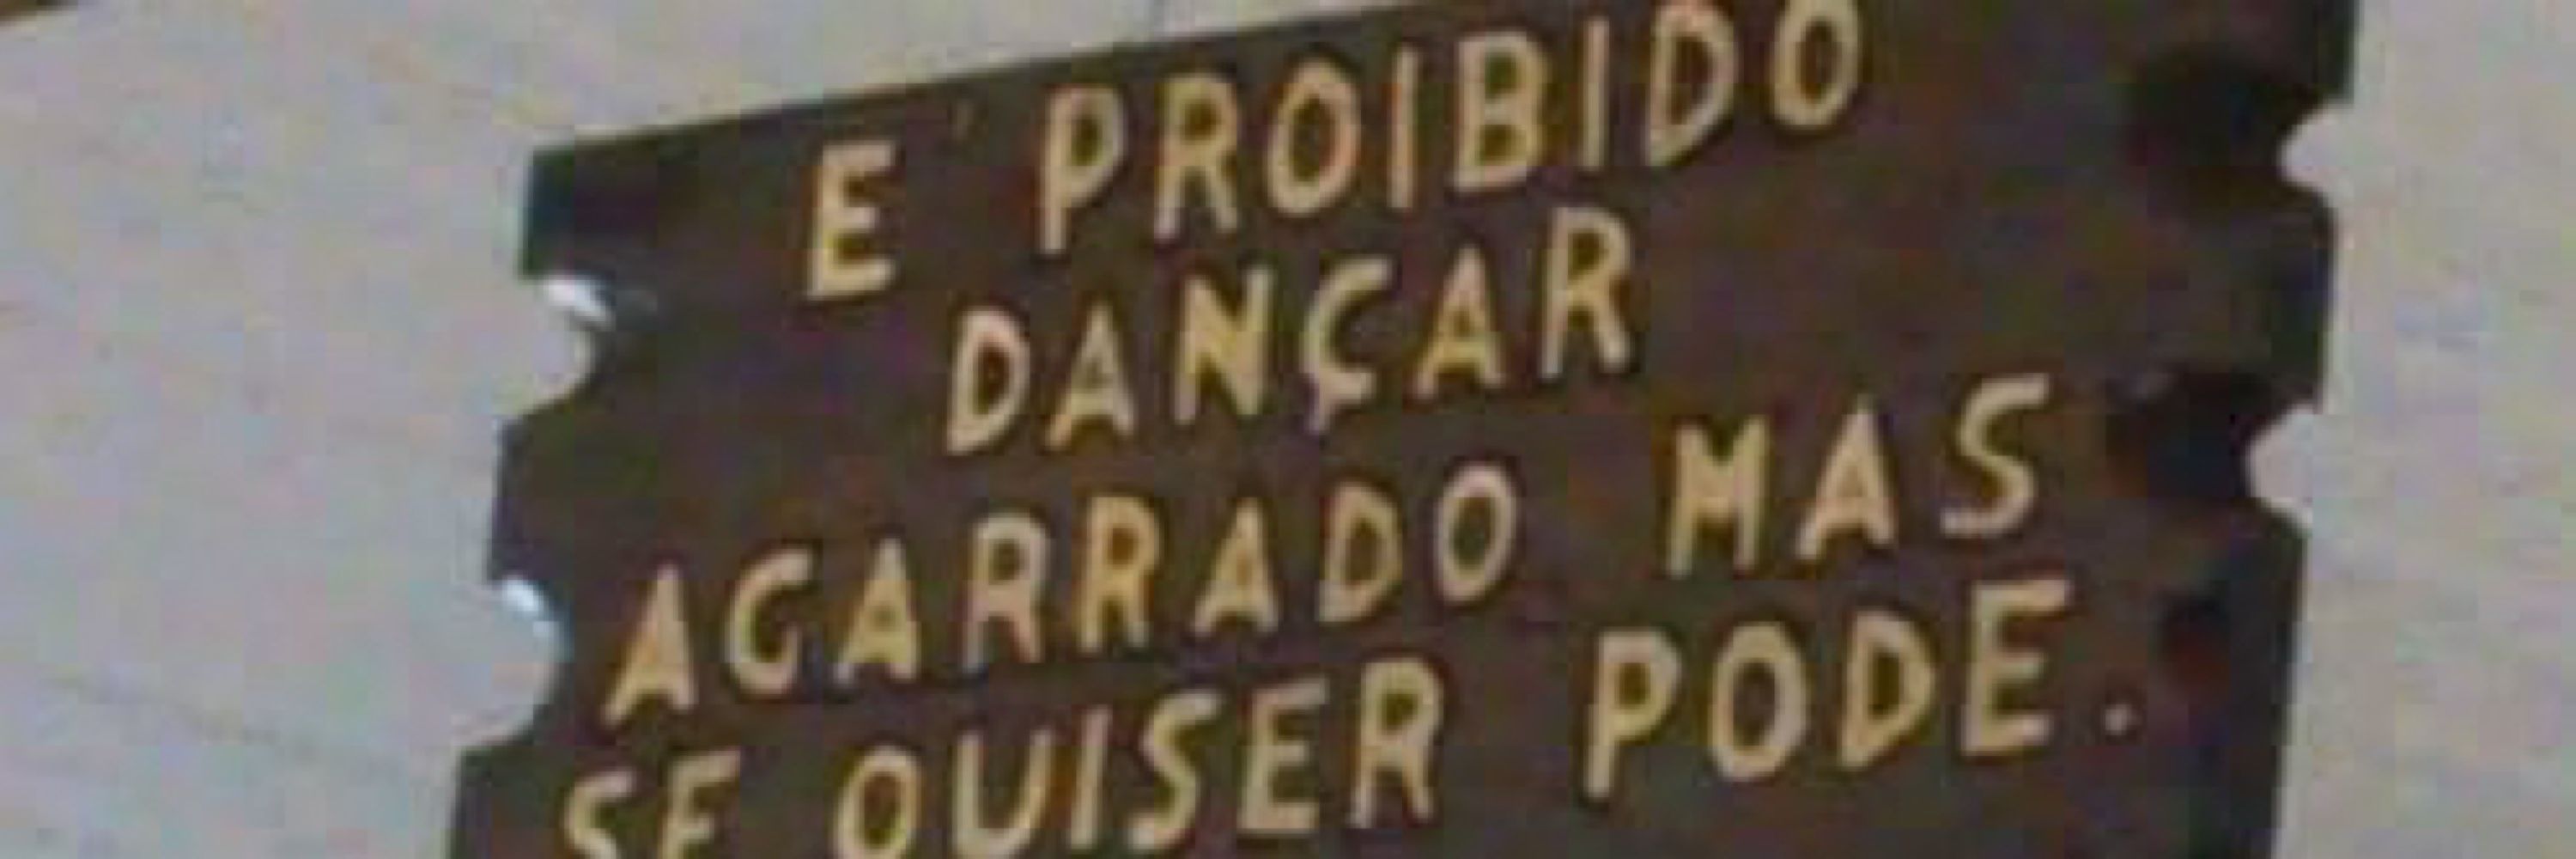 E' PROIBIDO
DANÇAR
AGARRADO MAS
SE QUISER PODE.